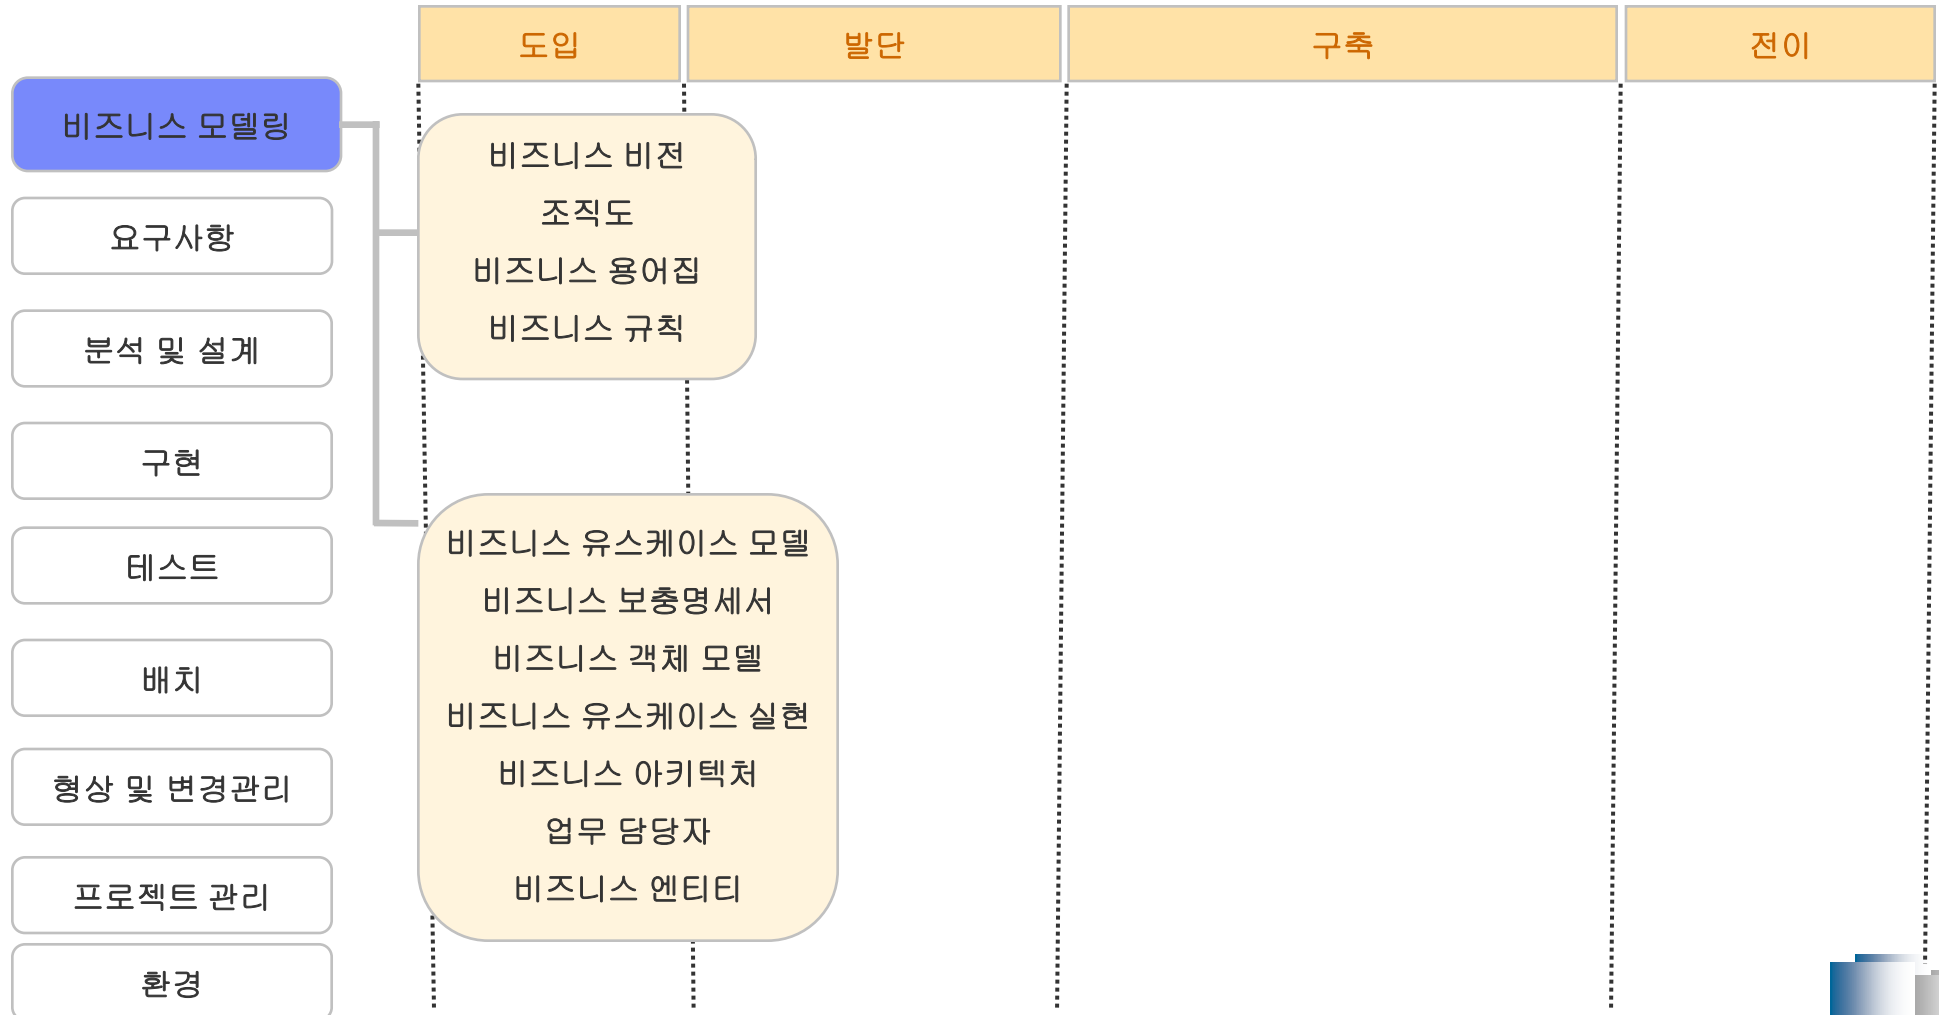 도입
발단
구축
전이
비즈니스 모델링
요구사항
분석 및 설계
구현
테스트
배치
형상 및 변경관리
프로젝트 관리
환경
비즈니스 비전
조직도
비즈니스 용어집
비즈니스 규칙
비즈니스 유스케이스 모델
비즈니스 보충명세서
비즈니스 객체 모델
비즈니스 유스케이스 실현
비즈니스 아키텍처
업무 담당자
비즈니스 엔티티